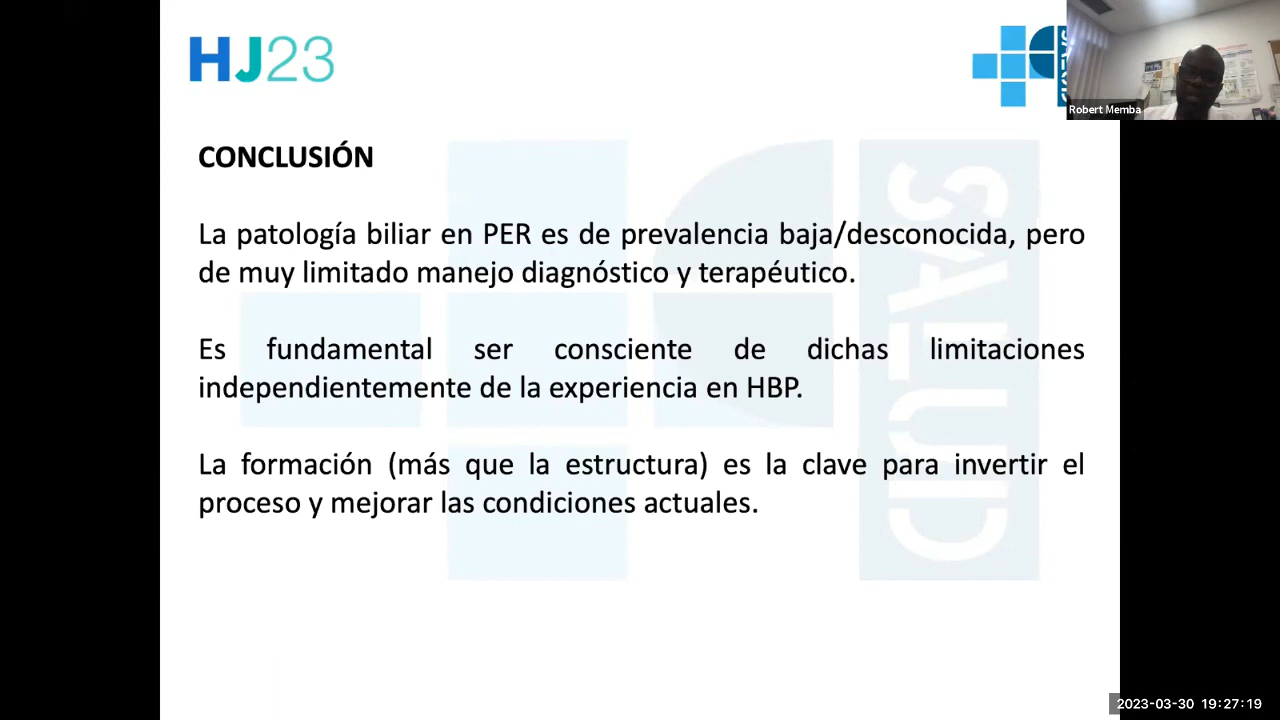 HJ23
Robert Memba
CONCLUSIÓN
La patología biliar en PER es de prevalencia baja/desconocida, pero
de muy limitado manejo diagnóstico y terapéutico.
Es fundamental ser consciente de dichas limitaciones
independientemente de la experiencia en HBP.
La formación (más que la estructura) es la clave para invertir el
proceso y mejorar las condiciones actuales.
2023-03-30 19:27:19